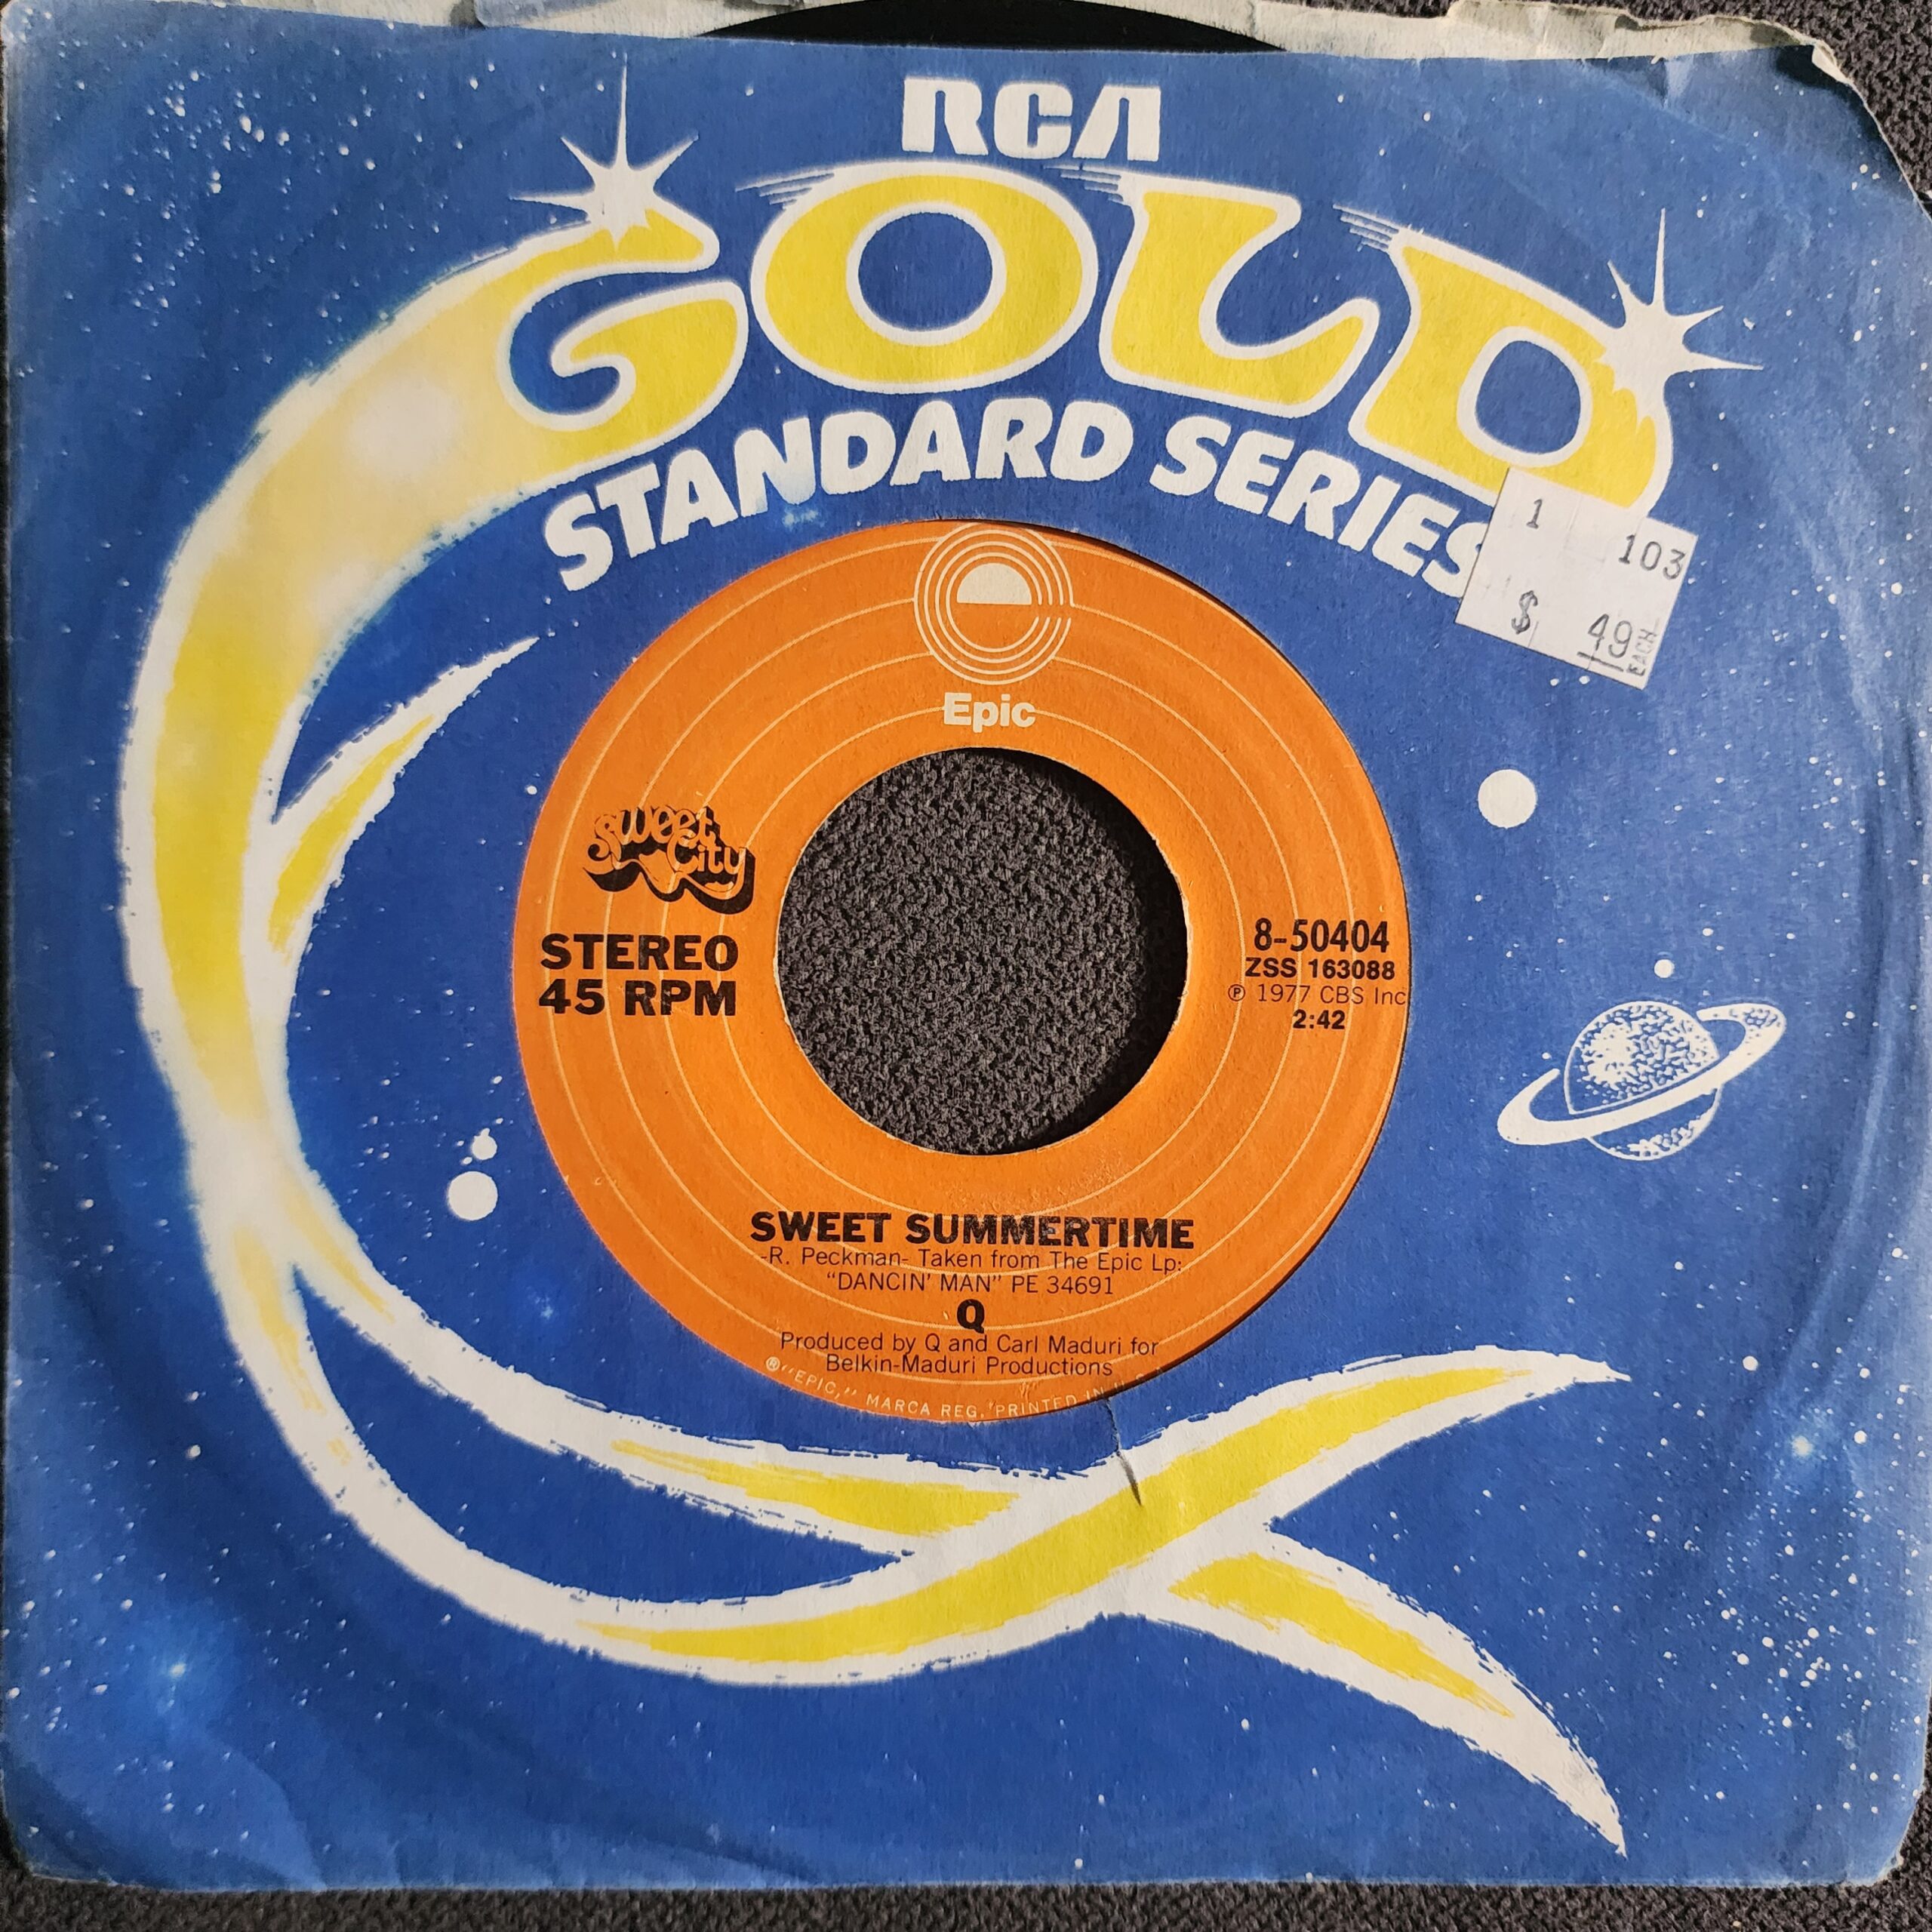 RCA
GOLD
STANDARD SERIES
1
103
$ 49
EACH
Epic
Sweet City
STEREO
45 RPM
8-50404
ZSS 163088
℗ 1977 CBS Inc
2:42
SWEET SUMMERTIME
-R. Peckman- Taken from The Epic Lp:
“DANCIN' MAN” PE 34691
Q
Produced by Q and Carl Maduri for
Belkin-Maduri Productions
®“EPIC,” MARCA REG. PRINTED IN U.S.